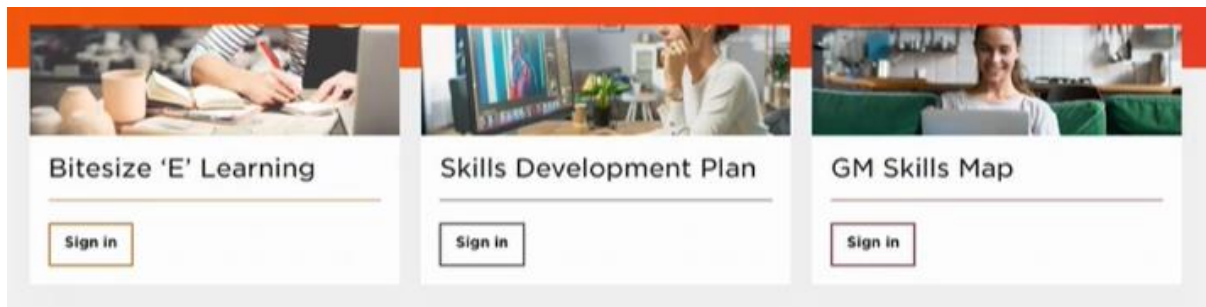 Bitesize ‘E’ Learning
Sign in
Skills Development Plan
Sign in
GM Skills Map
Sign in